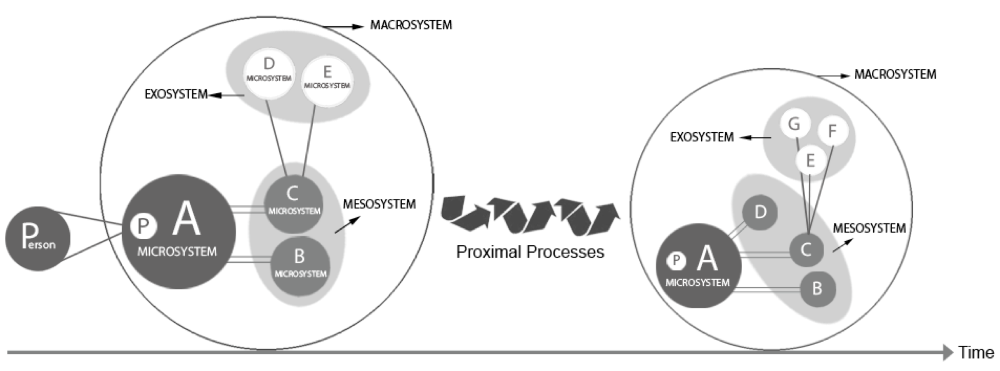 MACROSYSTEM
D
MICROSYSTEM
E
MICROSYSTEM
EXOSYSTEM
C
MICROSYSTEM
MESOSYSTEM
Person
P
A
MICROSYSTEM
B
MICROSYSTEM
Proximal Processes
MACROSYSTEM
G
F
EXOSYSTEM
E
D
MESOSYSTEM
C
P
A
MICROSYSTEM
B
Time